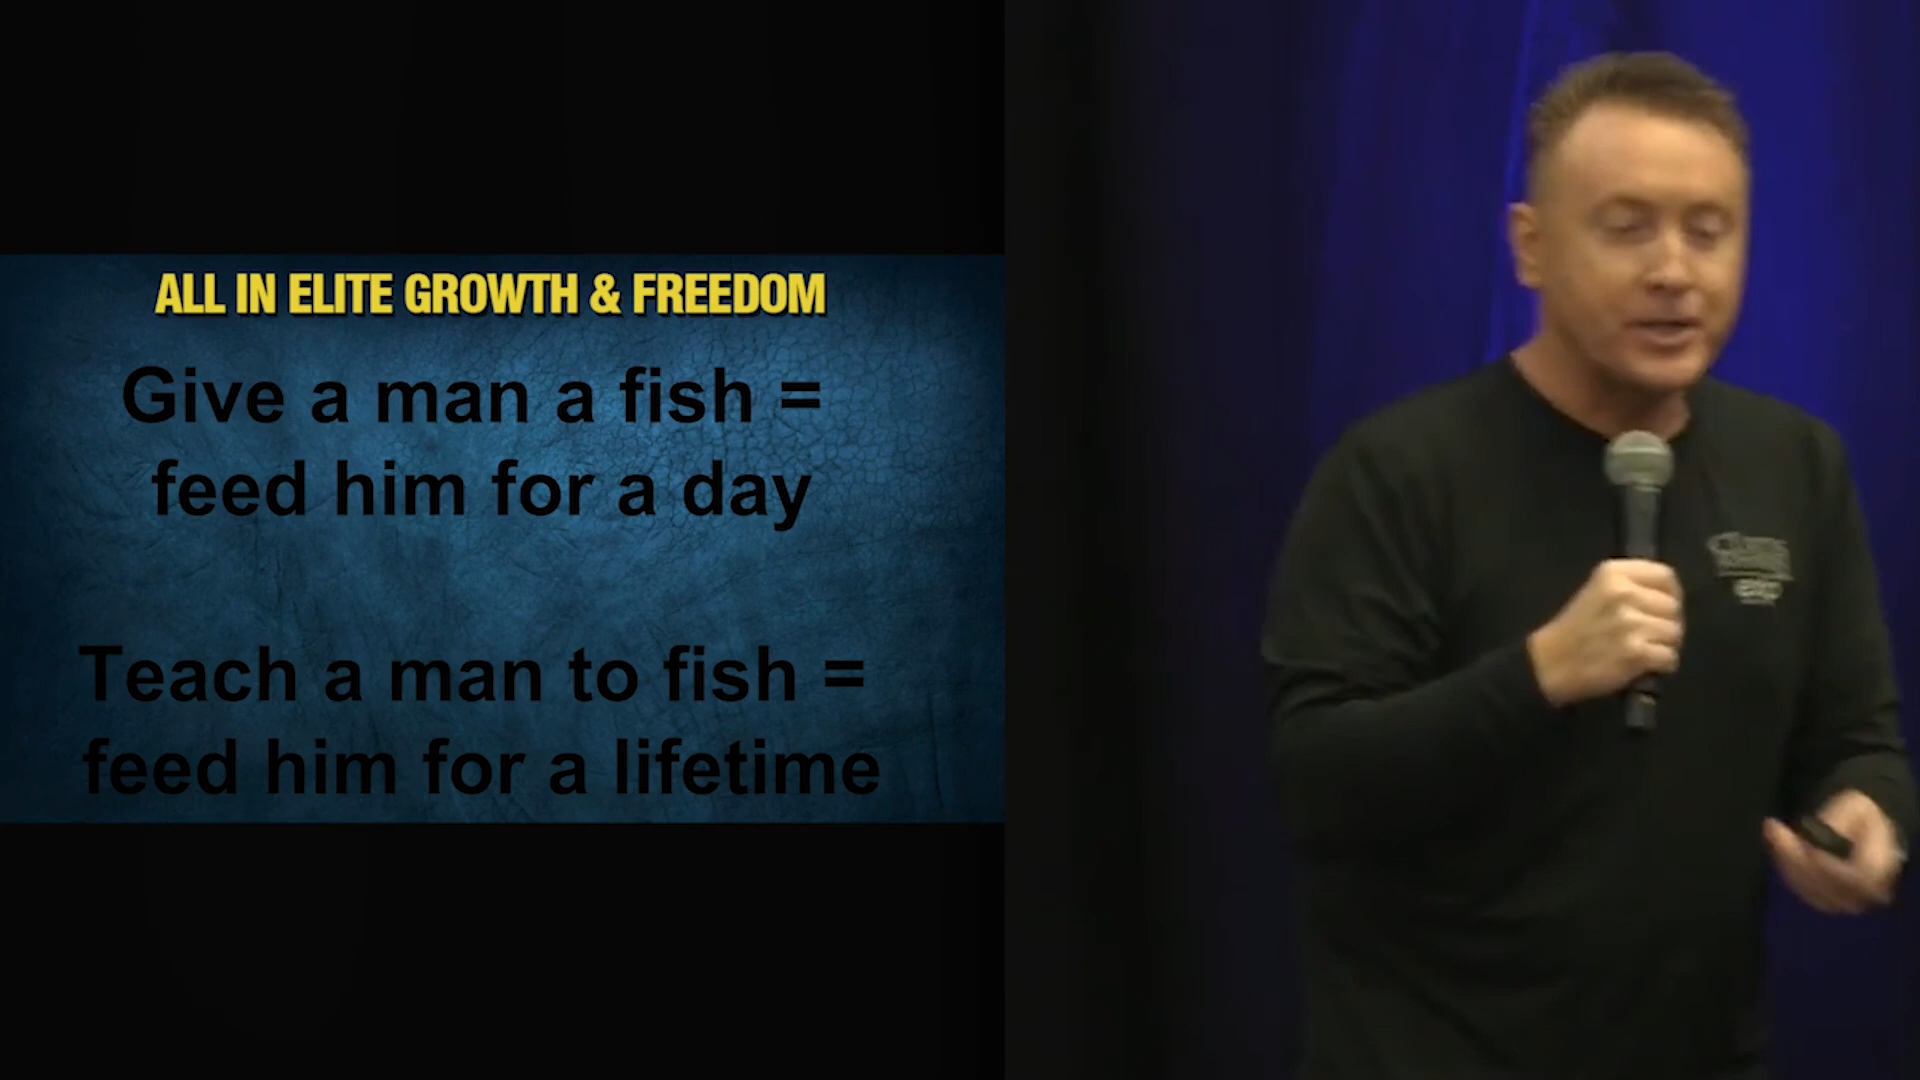 ALL IN ELITE GROWTH & FREEDOM
Give a man a fish =
feed him for a day
Teach a man to fish =
feed him for a lifetime
exp